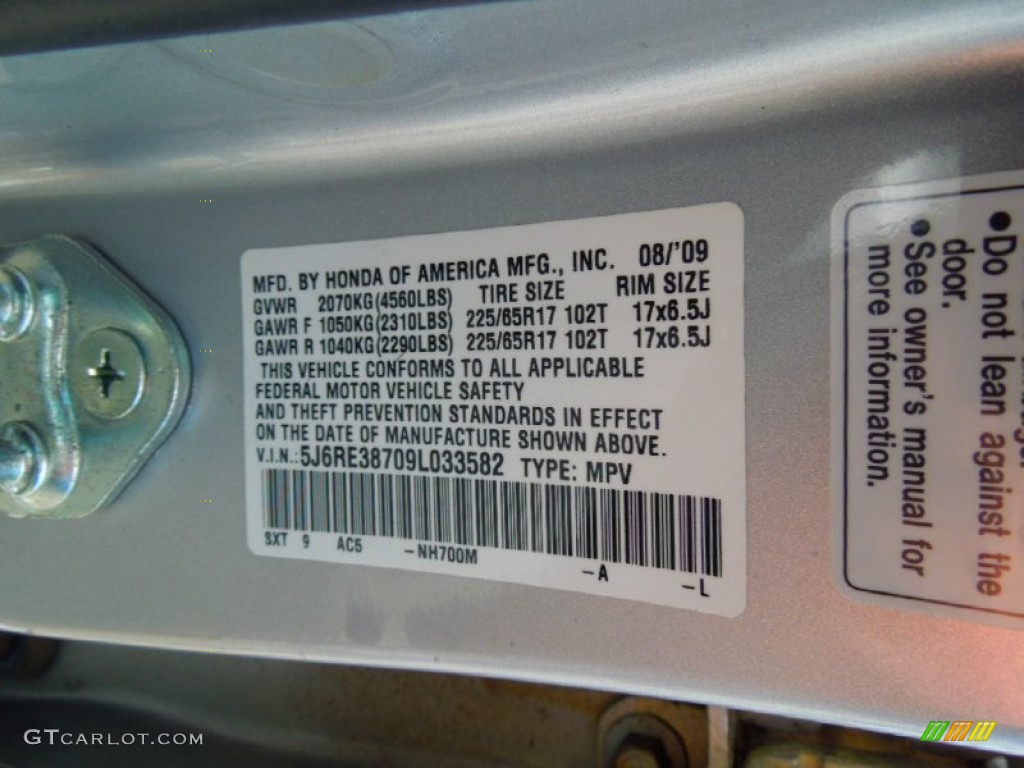 MFD. BY HONDA OF AMERICA MFG., INC. 08/'09
GVWR 2070KG(4560LBS) TIRE SIZE RIM SIZE
GAWR F 1050KG(2310LBS) 225/65R17 102T 17x6.5J
GAWR R 1040KG(2290LBS) 225/65R17 102T 17x6.5J
THIS VEHICLE CONFORMS TO ALL APPLICABLE
FEDERAL MOTOR VEHICLE SAFETY
AND THEFT PREVENTION STANDARDS IN EFFECT
ON THE DATE OF MANUFACTURE SHOWN ABOVE.
V.I.N.: 5J6RE38709L033582 TYPE: MPV
SXT 9 AC5 -NH700M -A -L
●Do not lean against the
door.
●See owner's manual for
more information.
GTCARLOT.COM